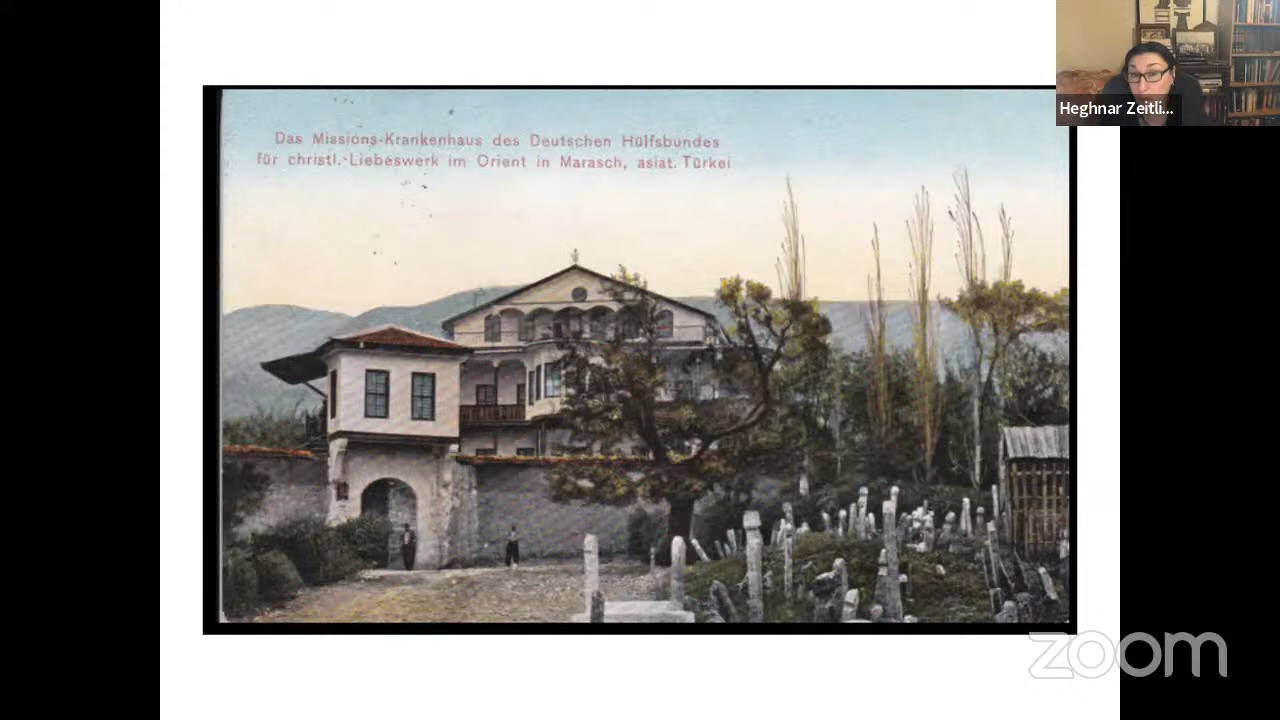 Das Missions-Krankenhaus des Deutschen Hülfsbundes
für christl.-Liebeswerk im Orient in Marasch, asiat. Türkei
Heghnar Zeitli...
zoom